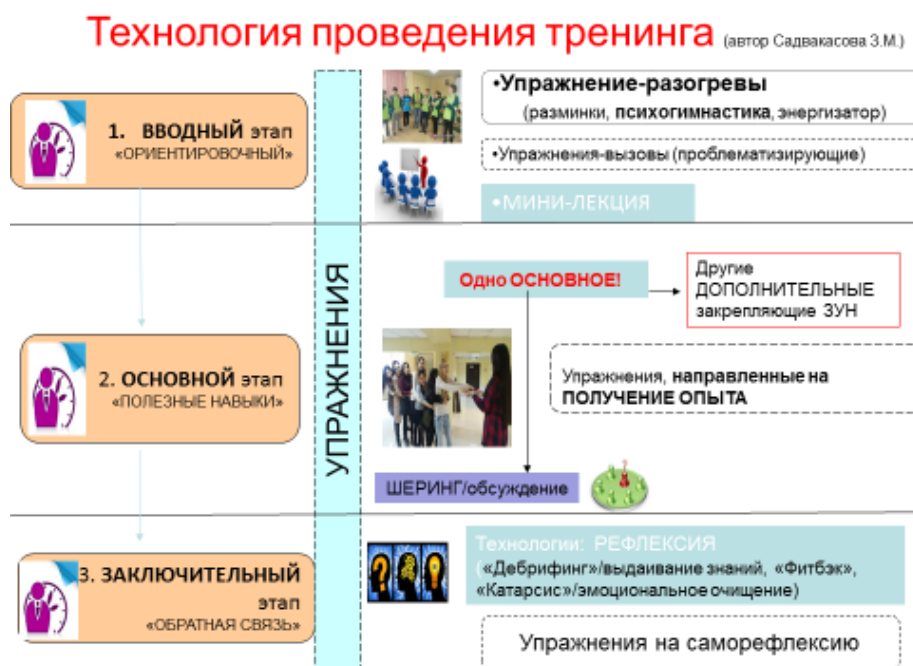 Технология проведения тренинга (автор Садвакасова З.М.)
1. ВВОДНЫЙ этап
«ОРИЕНТИРОВОЧНЫЙ»
УПРАЖНЕНИЯ
•Упражнение-разогревы
(разминки, психогимнастика, энергизатор)
•Упражнения-вызовы (проблематизирующие)
•МИНИ-ЛЕКЦИЯ
2. ОСНОВНОЙ этап
«ПОЛЕЗНЫЕ НАВЫКИ»
Одно ОСНОВНОЕ!
Другие
ДОПОЛНИТЕЛЬНЫЕ
закрепляющие ЗУН
Упражнения, направленные на
ПОЛУЧЕНИЕ ОПЫТА
ШЕРИНГ/обсуждение
3. ЗАКЛЮЧИТЕЛЬНЫЙ
этап
«ОБРАТНАЯ СВЯЗЬ»
Технологии: РЕФЛЕКСИЯ
(«Дебрифинг»/выдаивание знаний, «Фитбэк»,
«Катарсис»/эмоциональное очищение)
Упражнения на саморефлексию